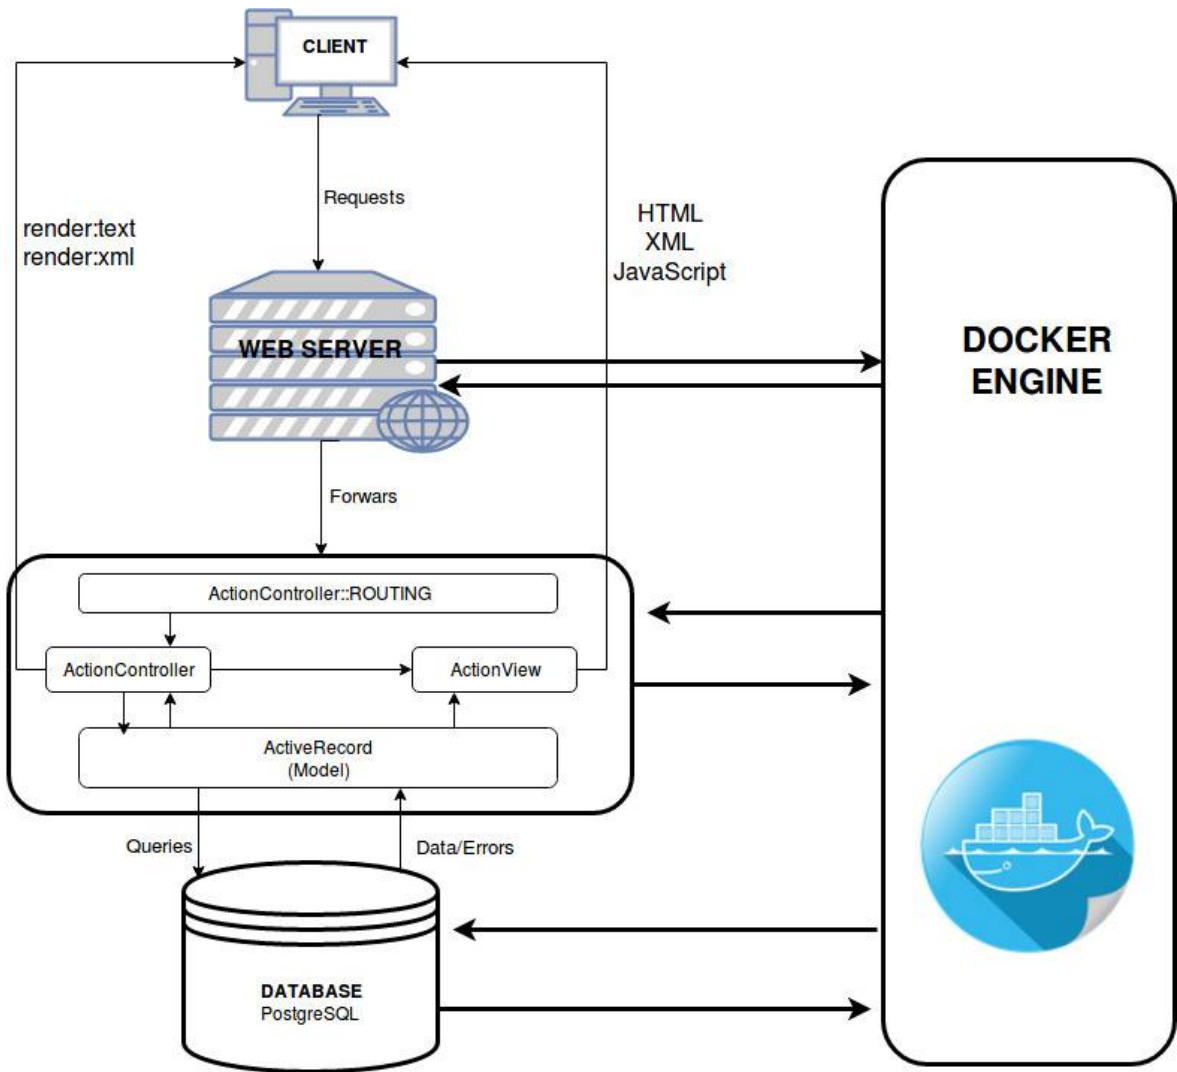 CLIENT
Requests
render:text
render:xml
HTML
XML
JavaScript
WEB SERVER
DOCKER
ENGINE
Forwars
ActionController::ROUTING
ActionController
ActionView
ActiveRecord
(Model)
Queries
Data/Errors
DATABASE
PostgreSQL